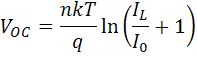 V_OC = nkT/q ln(I_L/I_0 + 1)